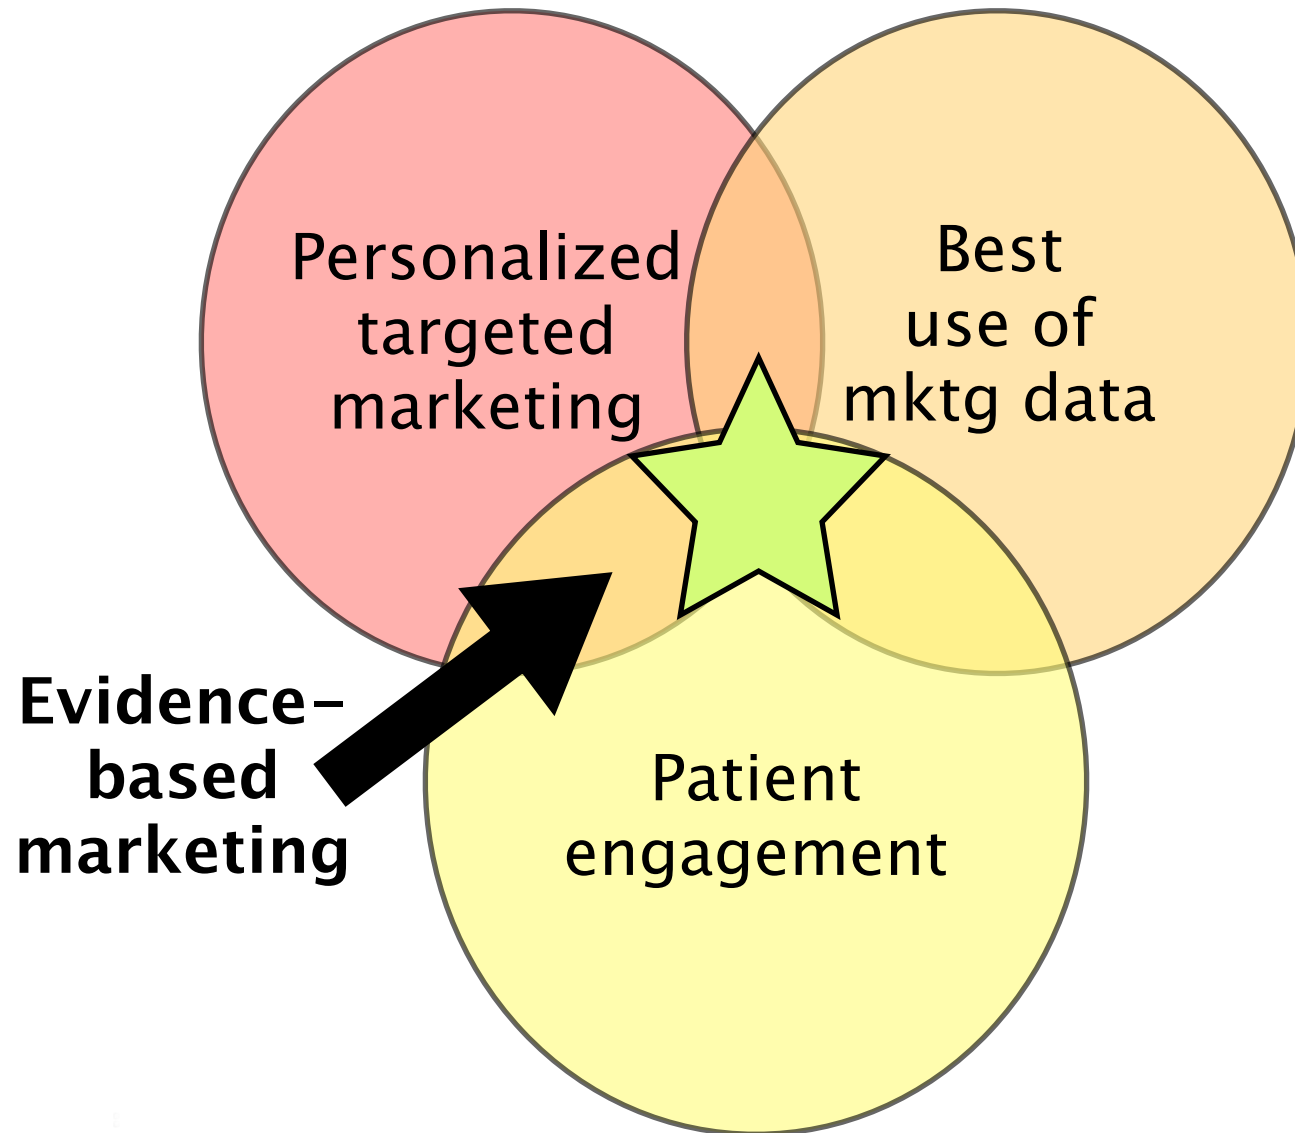 Personalized
targeted
marketing
Best
use of
mktg data
Evidence-
based
marketing
Patient
engagement